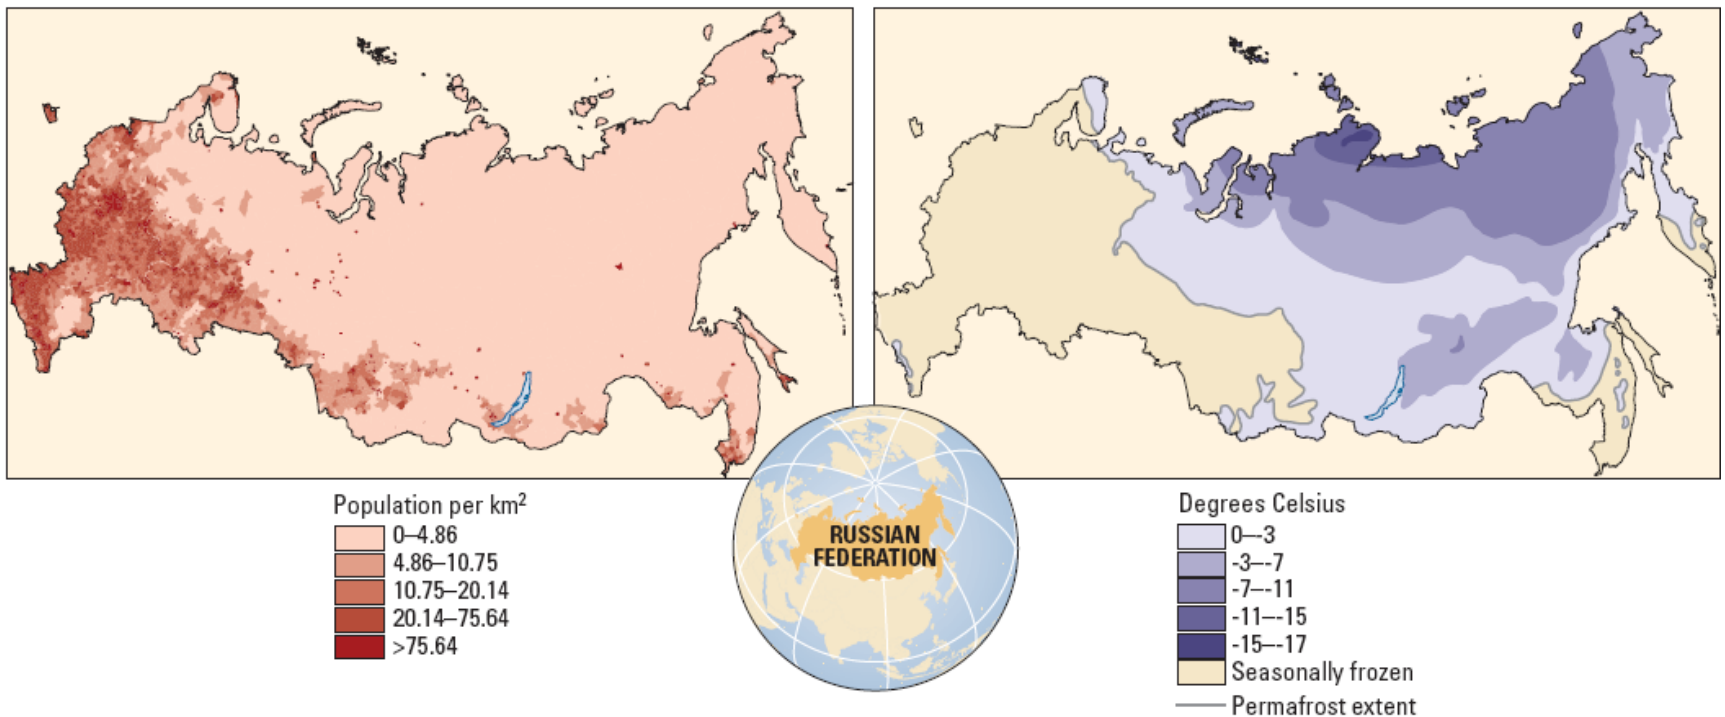 Population per km²
0–4.86
4.86–10.75
10.75–20.14
20.14–75.64
>75.64
RUSSIAN
FEDERATION
Degrees Celsius
0–-3
-3–-7
-7–-11
-11–-15
-15–-17
Seasonally frozen
Permafrost extent